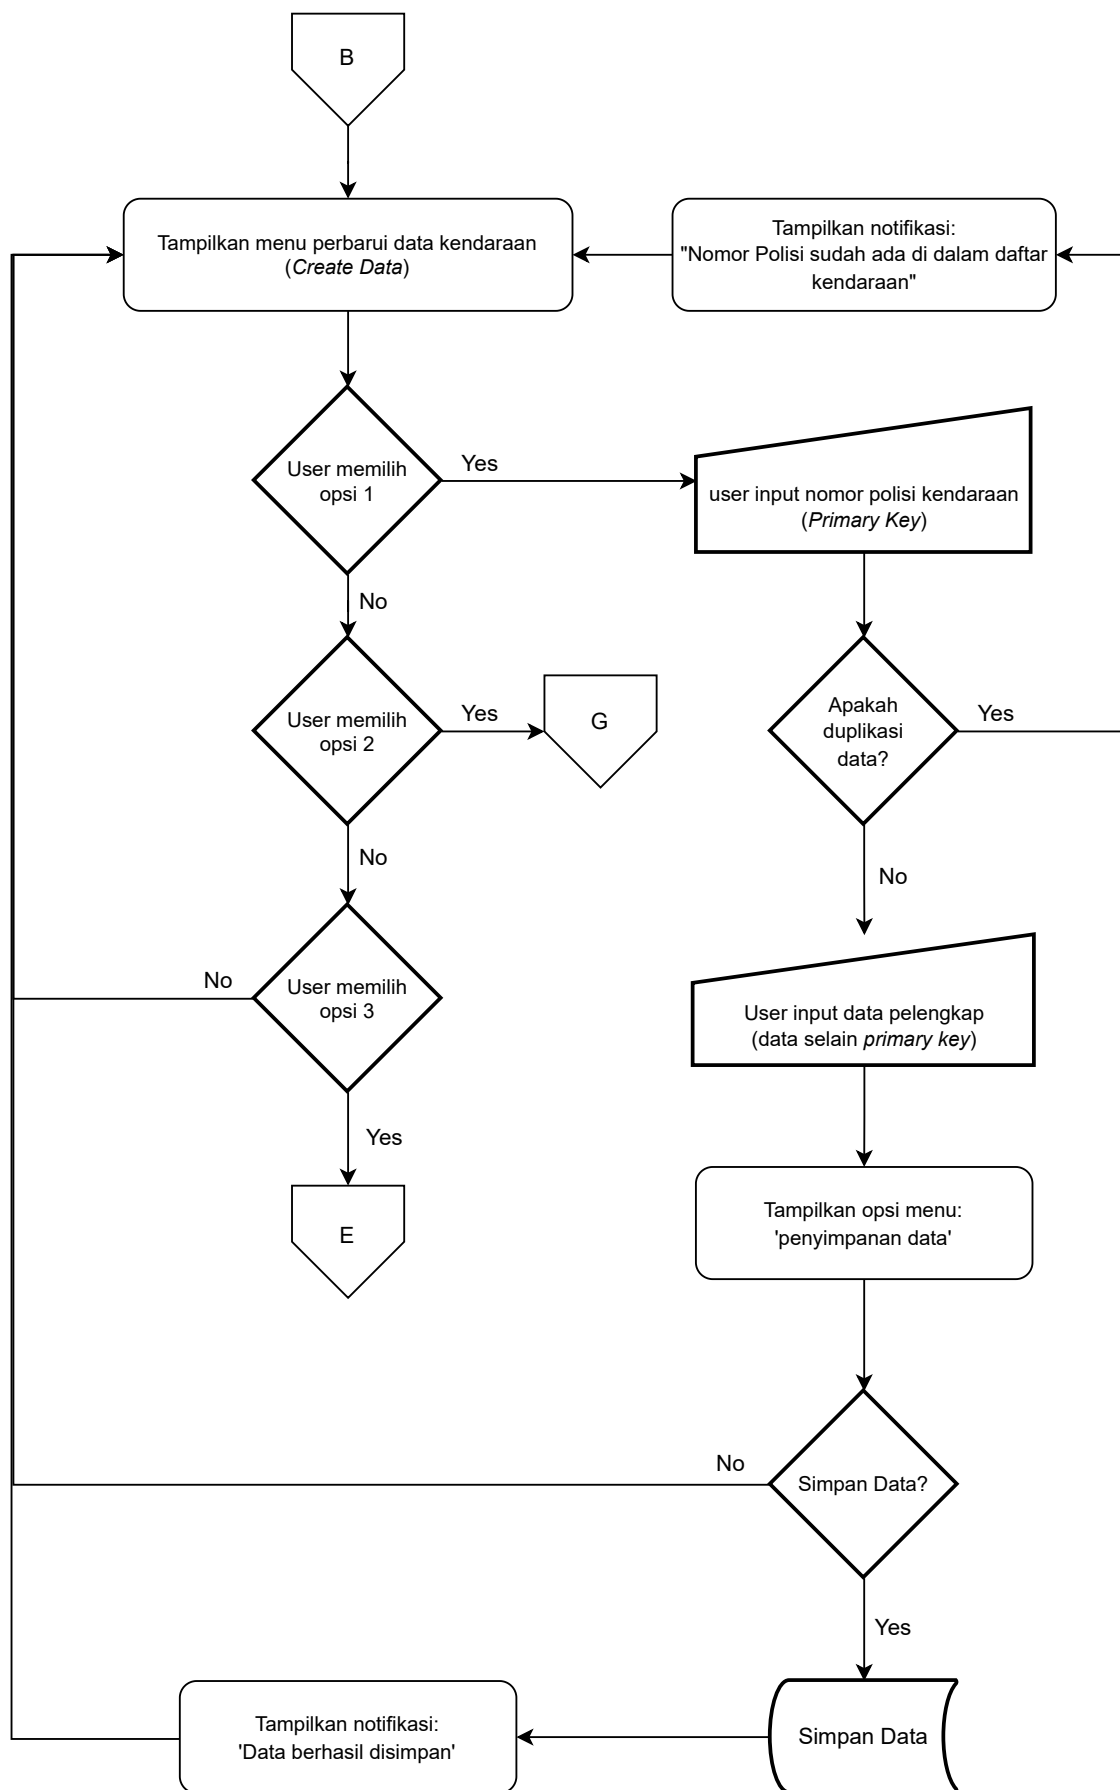 B
Tampilkan menu perbarui data kendaraan
(Create Data)
Tampilkan notifikasi:
"Nomor Polisi sudah ada di dalam daftar
kendaraan"
User memilih
opsi 1
Yes
user input nomor polisi kendaraan
(Primary Key)
No
User memilih
opsi 2
Yes
G
Apakah
duplikasi
data?
Yes
No
No
User memilih
opsi 3
No
User input data pelengkap
(data selain primary key)
Yes
E
Tampilkan opsi menu:
'penyimpanan data'
No
Simpan Data?
Yes
Tampilkan notifikasi:
'Data berhasil disimpan'
Simpan Data